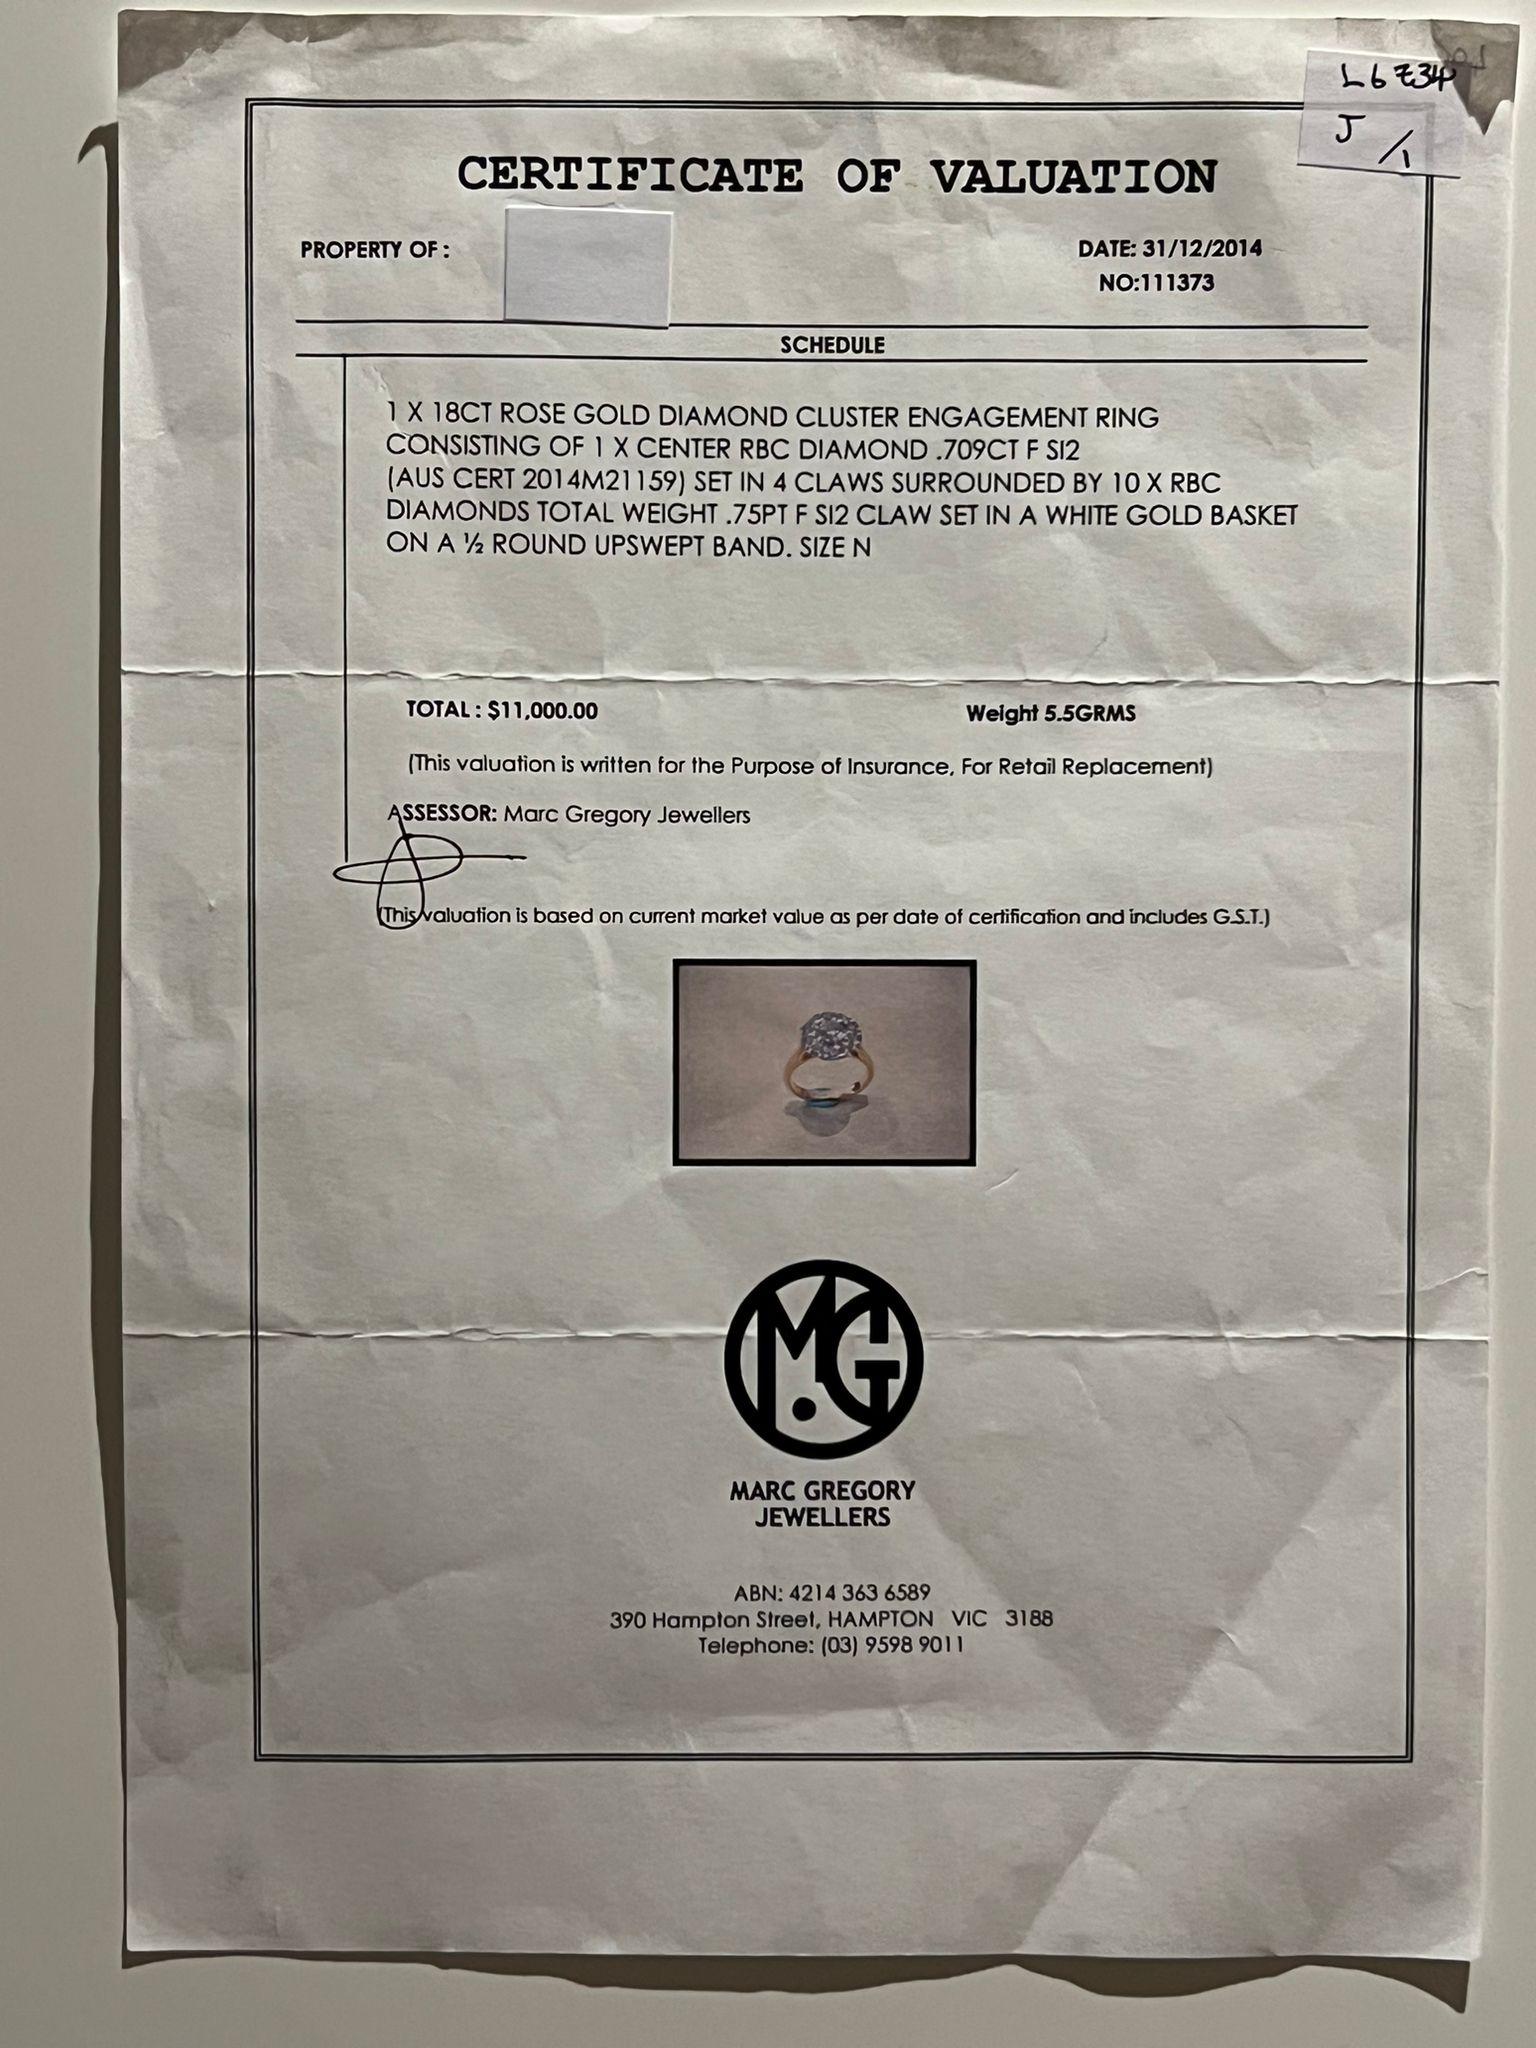 L6734
J /1
CERTIFICATE OF VALUATION
PROPERTY OF :
DATE: 31/12/2014
NO:111373
SCHEDULE
1 X 18CT ROSE GOLD DIAMOND CLUSTER ENGAGEMENT RING
CONSISTING OF 1 X CENTER RBC DIAMOND .709CT F SI2
(AUS CERT 2014M21159) SET IN 4 CLAWS SURROUNDED BY 10 X RBC
DIAMONDS TOTAL WEIGHT .75PT F SI2 CLAW SET IN A WHITE GOLD BASKET
ON A ½ ROUND UPSWEPT BAND. SIZE N
TOTAL : $11,000.00
Weight 5.5GRMS
(This valuation is written for the Purpose of Insurance, For Retail Replacement)
ASSESSOR: Marc Gregory Jewellers
(This valuation is based on current market value as per date of certification and includes G.S.T.)
M.G
MARC GREGORY
JEWELLERS
ABN: 4214 363 6589
390 Hampton Street, HAMPTON VIC 3188
Telephone: (03) 9598 9011